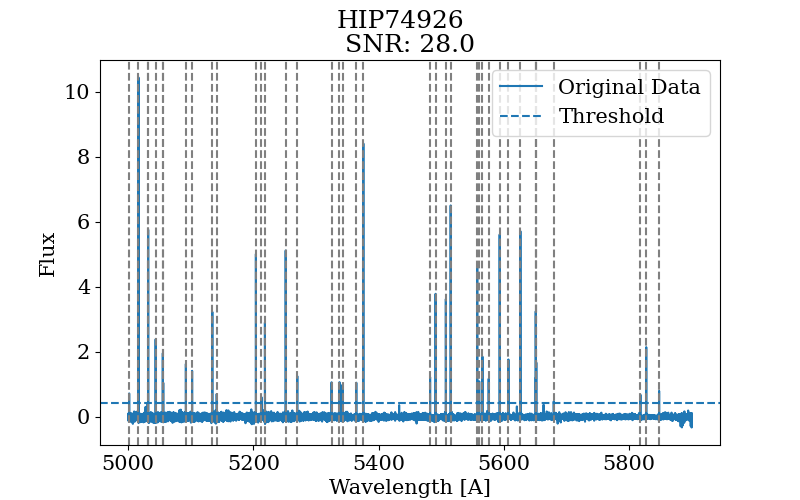 HIP74926
SNR: 28.0
Original Data
Threshold
Flux
10
8
6
4
2
0
5000 5200 5400 5600 5800
Wavelength [A]